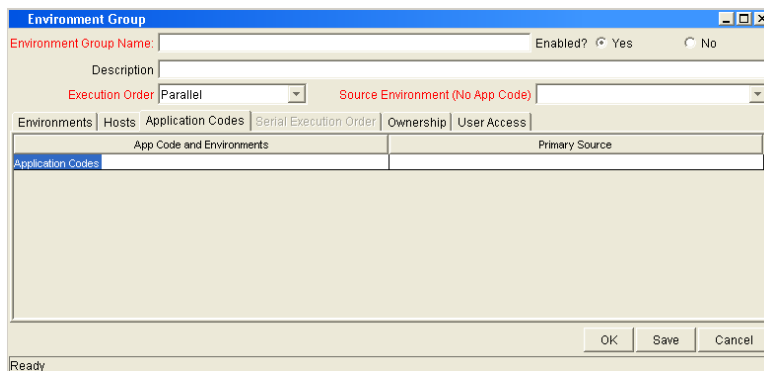 Environment Group
Environment Group Name: Enabled? Yes No
Description
Execution Order Parallel Source Environment (No App Code)
Environments Hosts Application Codes Serial Execution Order Ownership User Access
App Code and Environments Primary Source
Application Codes
OK Save Cancel
Ready